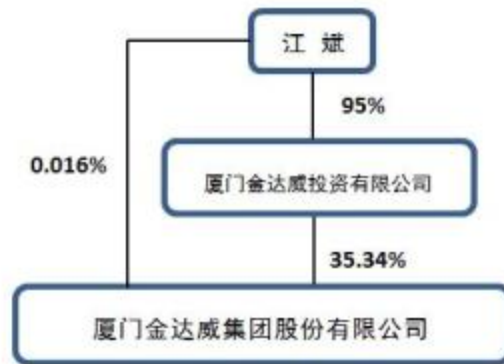 江 斌
95%
0.016%
厦门金达威投资有限公司
35.34%
厦门金达威集团股份有限公司